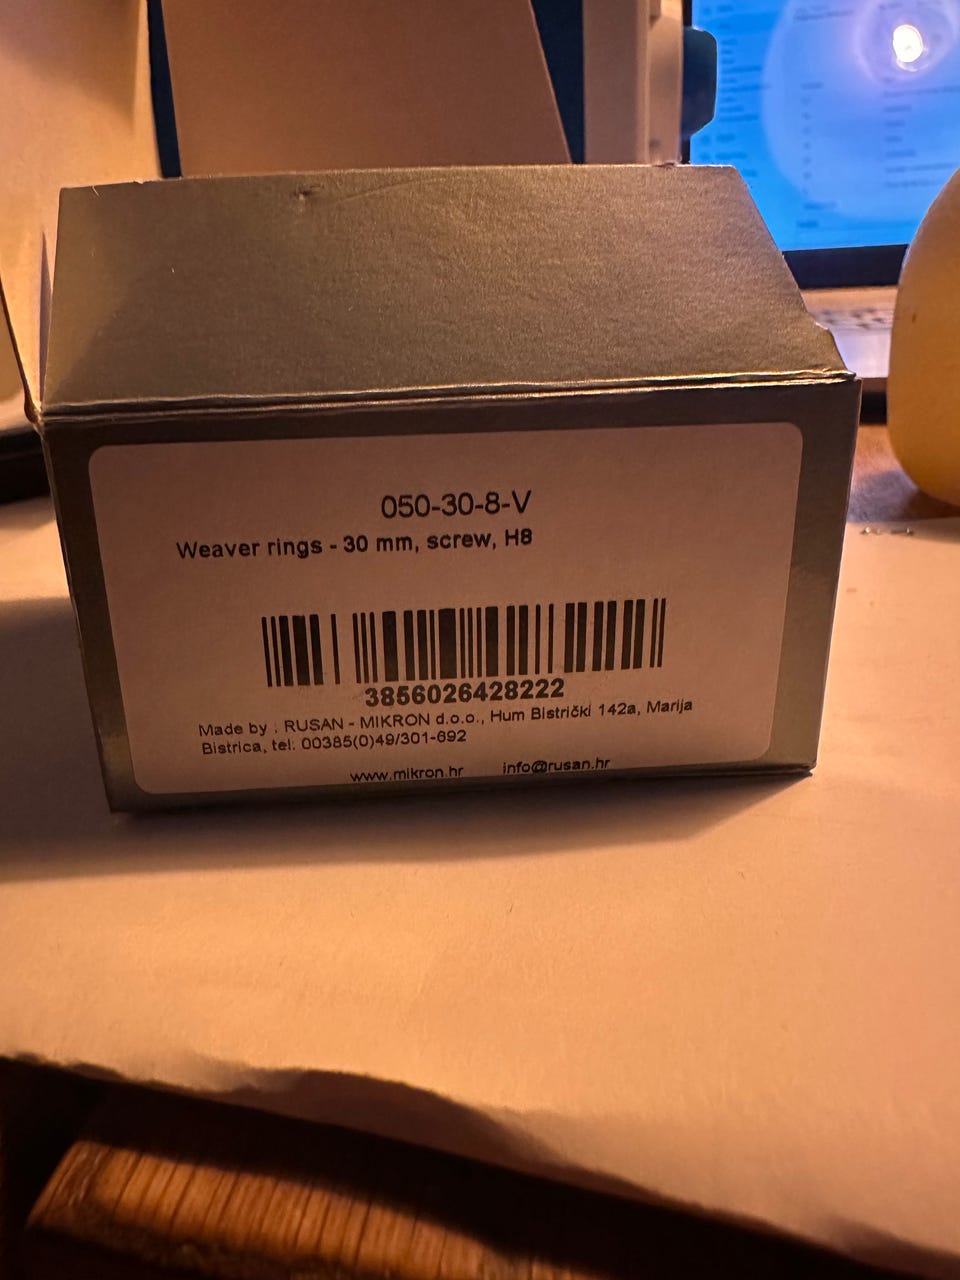 050-30-8-V
Weaver rings - 30 mm, screw, H8
3856026428222
Made by : RUSAN - MIKRON d.o.o., Hum Bistrički 142a, Marija
Bistrica, tel: 00385(0)49/301-692
www.mikron.hr info@rusan.hr